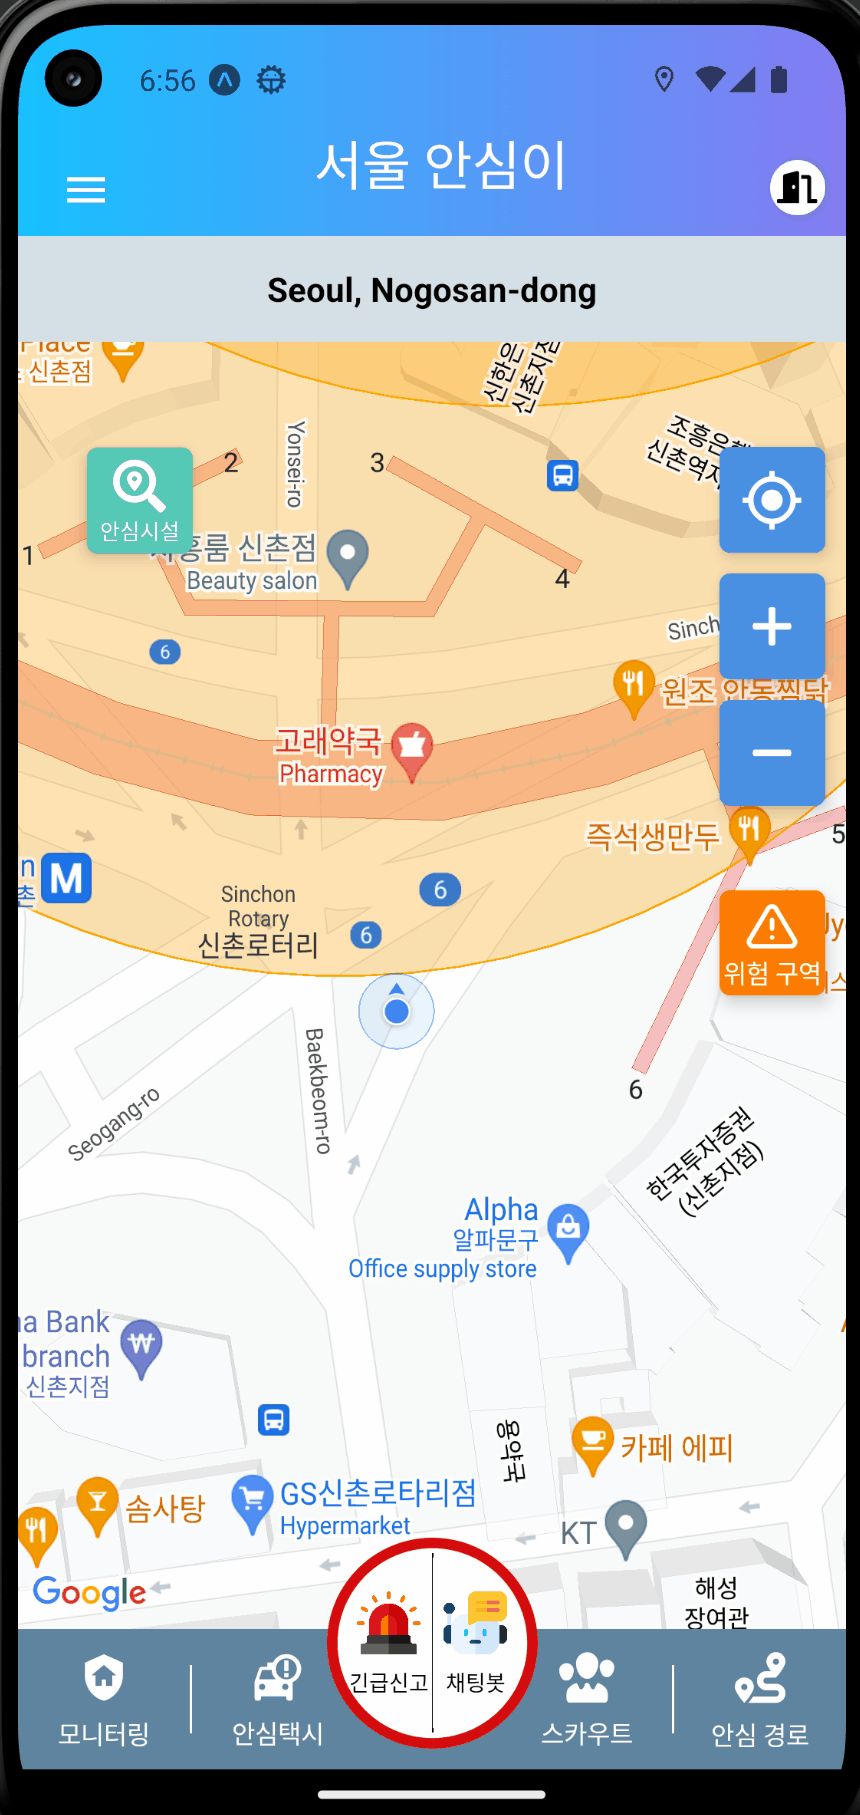 6:56
서울 안심이
Seoul, Nogosan-dong
Place
신촌점
신한은
신촌지점
조흥은행
신촌역지
Yonsei-ro
2
3
1
4
안심시설
흥룸 신촌점
Beauty salon
6
Sinch
원조 안동찜닭
고래약국
Pharmacy
즉석생만두
5
n
촌
M
Sinchon
Rotary
신촌로터리
6
6
위험 구역
Baekbeom-ro
Seogang-ro
6
한국투자증권
(신촌지점)
Alpha
알파문구
Office supply store
na Bank
branch
신촌지점
용약국
카페 에피
솜사탕
GS신촌로타리점
Hypermarket
KT
Google
해성
장여관
긴급신고
채팅봇
모니터링
안심택시
스카우트
안심 경로